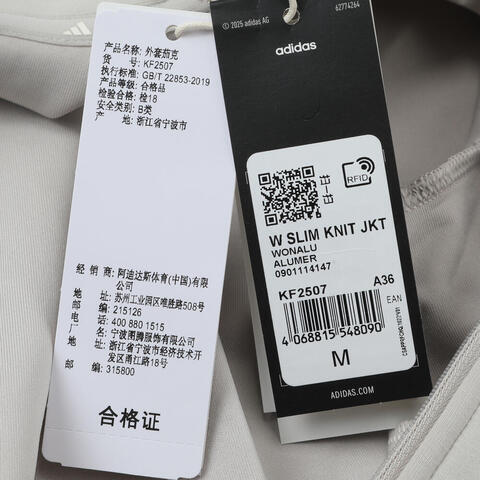 产品名称：外套茄克
货 号：KF2507
执行标准：GB/T 22853-2019
产品等级：合格品
检验合格：检18
安全类别：B类
产 地：浙江省宁波市
经 销 商：阿迪达斯体育(中国)有限
公司
地 址：苏州工业园区唯胜路508号
邮 编：215126
电 话：400 880 1515
厂 名：宁波图腾服饰有限公司
厂 址：浙江省宁波市经济技术开
发区甬江路18号
邮 编：315800
合格证
© 2025 adidas AG
62774264
adidas
RFID
W SLIM KNIT JKT
WONALU
ALUMER
0901114147
KF2507
A36
EAN
4068815 548090
M
ADIDAS.COM